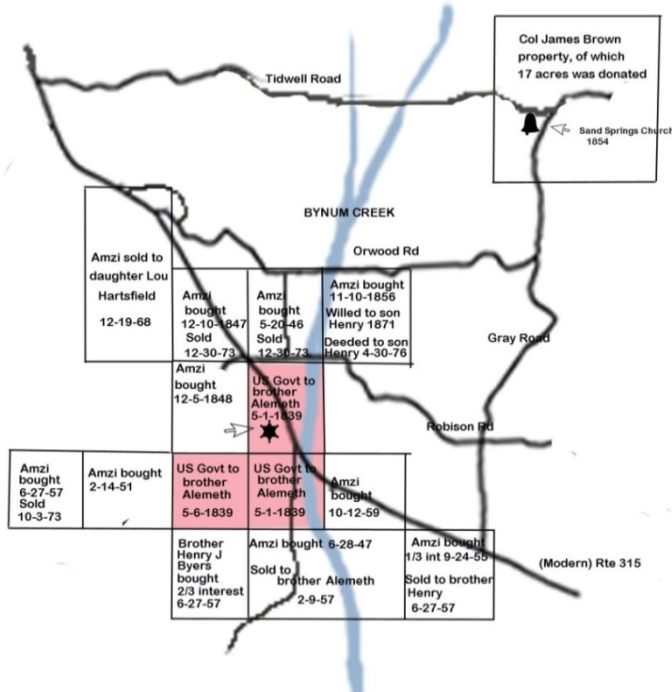 Col James Brown
property, of which
17 acres was donated
Tidwell Road
Sand Springs Church
1854
BYNUM CREEK
Orwood Rd
Amzi sold to
daughter Lou
Hartsfield
12-19-68
Amzi
bought
12-10-1847
Sold
12-30-73
Amzi
bought
5-20-46
Sold
12-30-73
Amzi bought
11-10-1856
Willed to son
Henry 1871
Deeded to son
Henry 4-30-76
Gray Road
Amzi
bought
12-5-1848
US Govt to
brother
Alemeth
5-1-1839
Robison Rd
Amzi
bought
6-27-57
Sold
10-3-73
Amzi bought
2-14-51
US Govt to
brother
Alemeth
5-6-1839
US Govt to
brother
Alemeth
5-1-1839
Amzi
bought
10-12-59
Brother
Henry J
Byers
bought
2/3 interest
6-27-57
Amzi bought 6-28-47
Sold to
brother Alemeth
2-9-57
Amzi bought
1/3 int 9-24-55
Sold to brother
Henry
6-27-57
(Modern) Rte 315